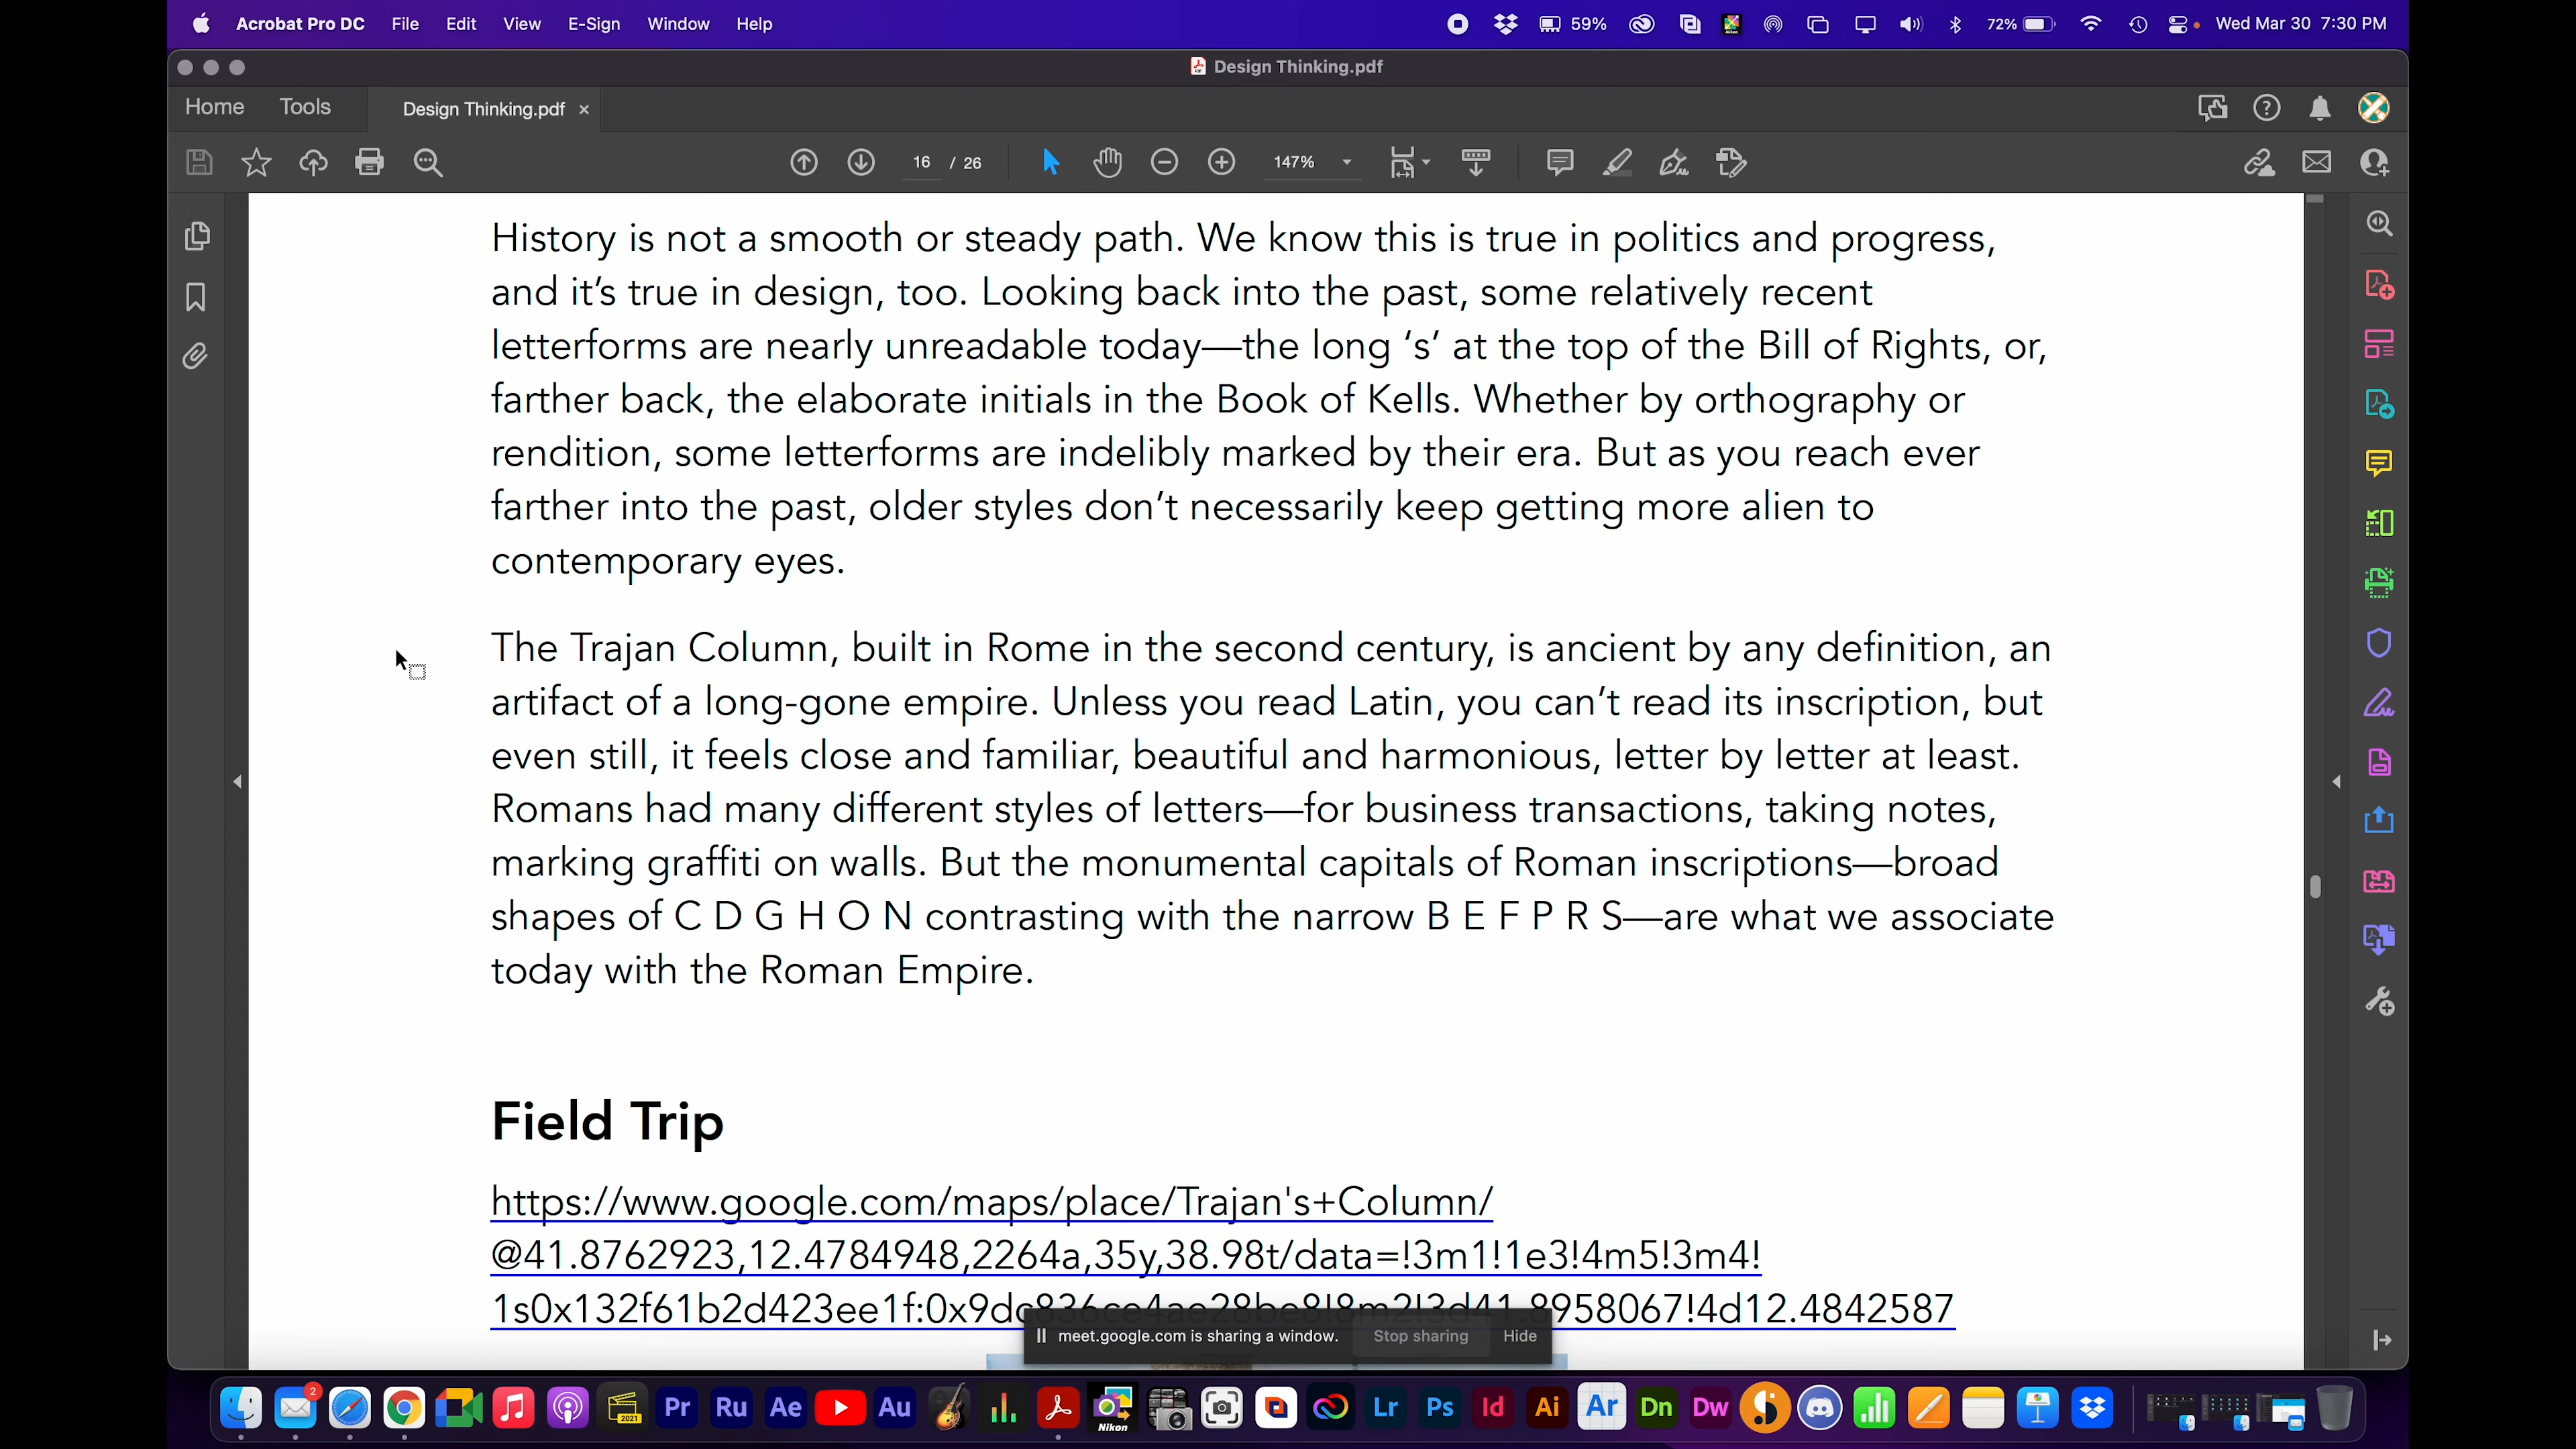 Acrobat Pro DC File Edit View E-Sign Window Help 59% 72% Wed Mar 30 7:30 PM
Design Thinking.pdf
Home Tools Design Thinking.pdf ×
16 / 26 147%
History is not a smooth or steady path. We know this is true in politics and progress,
and it’s true in design, too. Looking back into the past, some relatively recent
letterforms are nearly unreadable today—the long ‘s’ at the top of the Bill of Rights, or,
farther back, the elaborate initials in the Book of Kells. Whether by orthography or
rendition, some letterforms are indelibly marked by their era. But as you reach ever
farther into the past, older styles don’t necessarily keep getting more alien to
contemporary eyes.
The Trajan Column, built in Rome in the second century, is ancient by any definition, an
artifact of a long-gone empire. Unless you read Latin, you can’t read its inscription, but
even still, it feels close and familiar, beautiful and harmonious, letter by letter at least.
Romans had many different styles of letters—for business transactions, taking notes,
marking graffiti on walls. But the monumental capitals of Roman inscriptions—broad
shapes of C D G H O N contrasting with the narrow B E F P R S—are what we associate
today with the Roman Empire.
Field Trip
https://www.google.com/maps/place/Trajan's+Column/
@41.8762923,12.4784948,2264a,35y,38.98t/data=!3m1!1e3!4m5!3m4!
1s0x132f61b2d423ee1f:0x9dc836ce4ae28be8!8m2!3d41.8958067!4d12.4842587
meet.google.com is sharing a window. Stop sharing Hide
2 2021 Pr Ru Ae Au Nikon Lr Ps Id Ai Ar Dn Dw